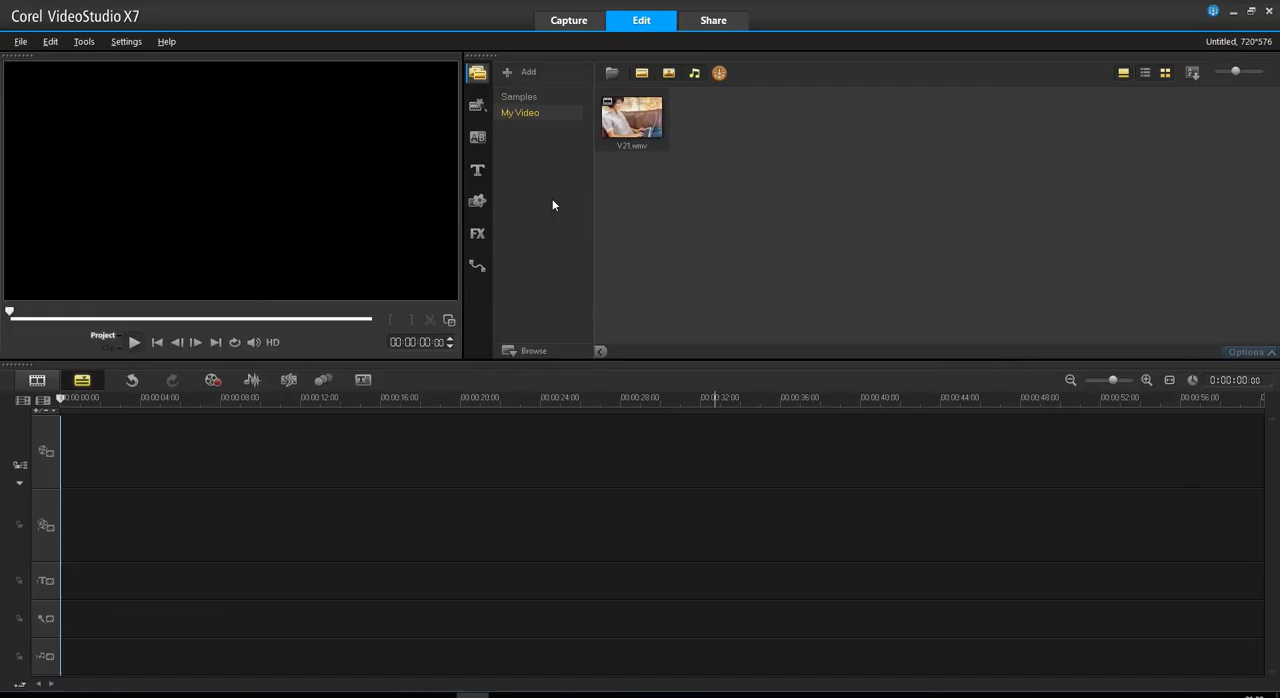 Corel VideoStudio X7
Capture
Edit
Share
File Edit Tools Settings Help
Untitled, 720*576
Add
Samples
My Video
V21.wmv
AB
T
FX
Browse
Options
Project
HD
00:00:00:00
0:00:00:00
00:00:00:00 00:00:04:00 00:00:08:00 00:00:12:00 00:00:16:00 00:00:20:00 00:00:24:00 00:00:28:00 00:00:32:00 00:00:36:00 00:00:40:00 00:00:44:00 00:00:48:00 00:00:52:00 00:00:56:00